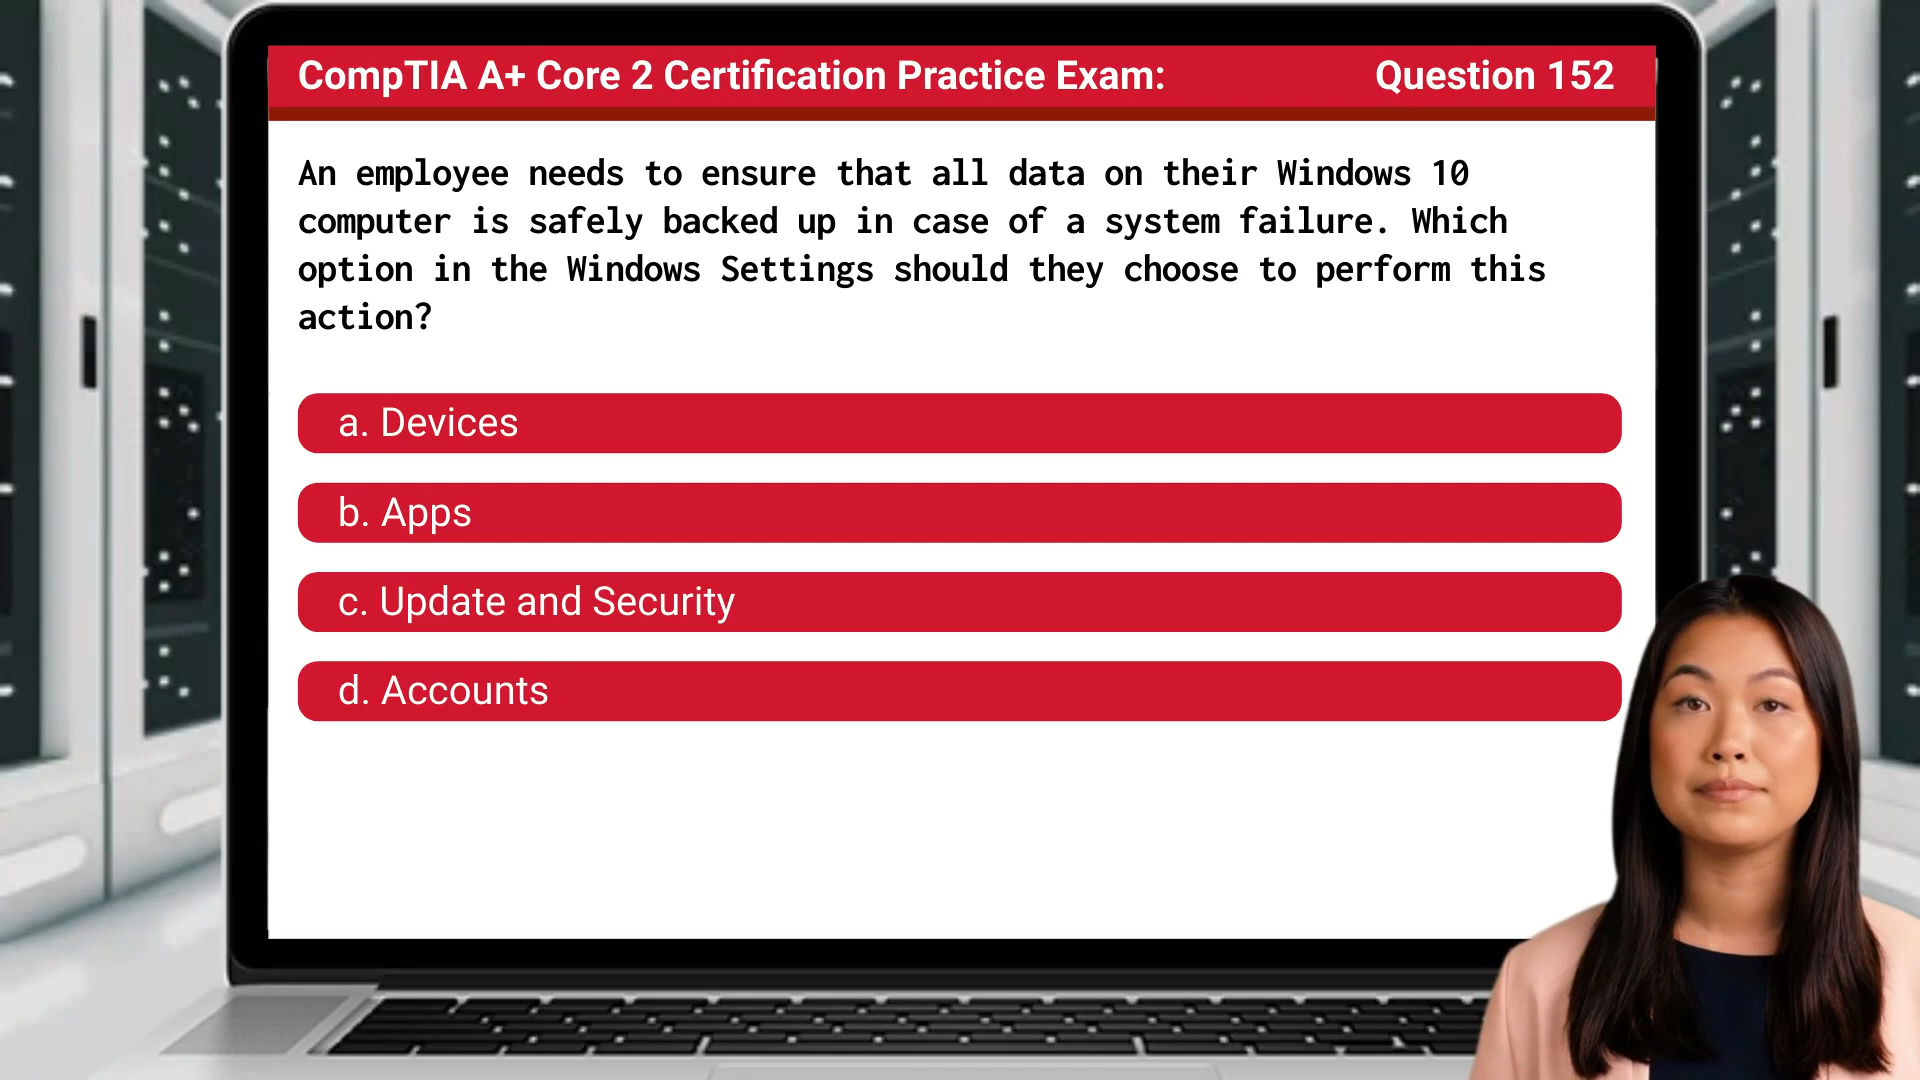 CompTIA A+ Core 2 Certification Practice Exam: Question 152
An employee needs to ensure that all data on their Windows 10
computer is safely backed up in case of a system failure. Which
option in the Windows Settings should they choose to perform this
action?
a. Devices
b. Apps
c. Update and Security
d. Accounts